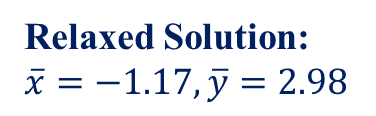 Relaxed Solution:
x̄ = −1.17, ȳ = 2.98